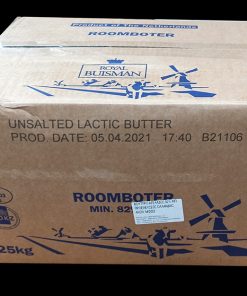 Product of The Netherlands
ROOMBOTER
ROYAL
BUISMAN
UNSALTED LACTIC BUTTER
PROD. DATE: 05.04.2021 17:40 B21106
ROOMBOTER
MIN. 82%
25kg